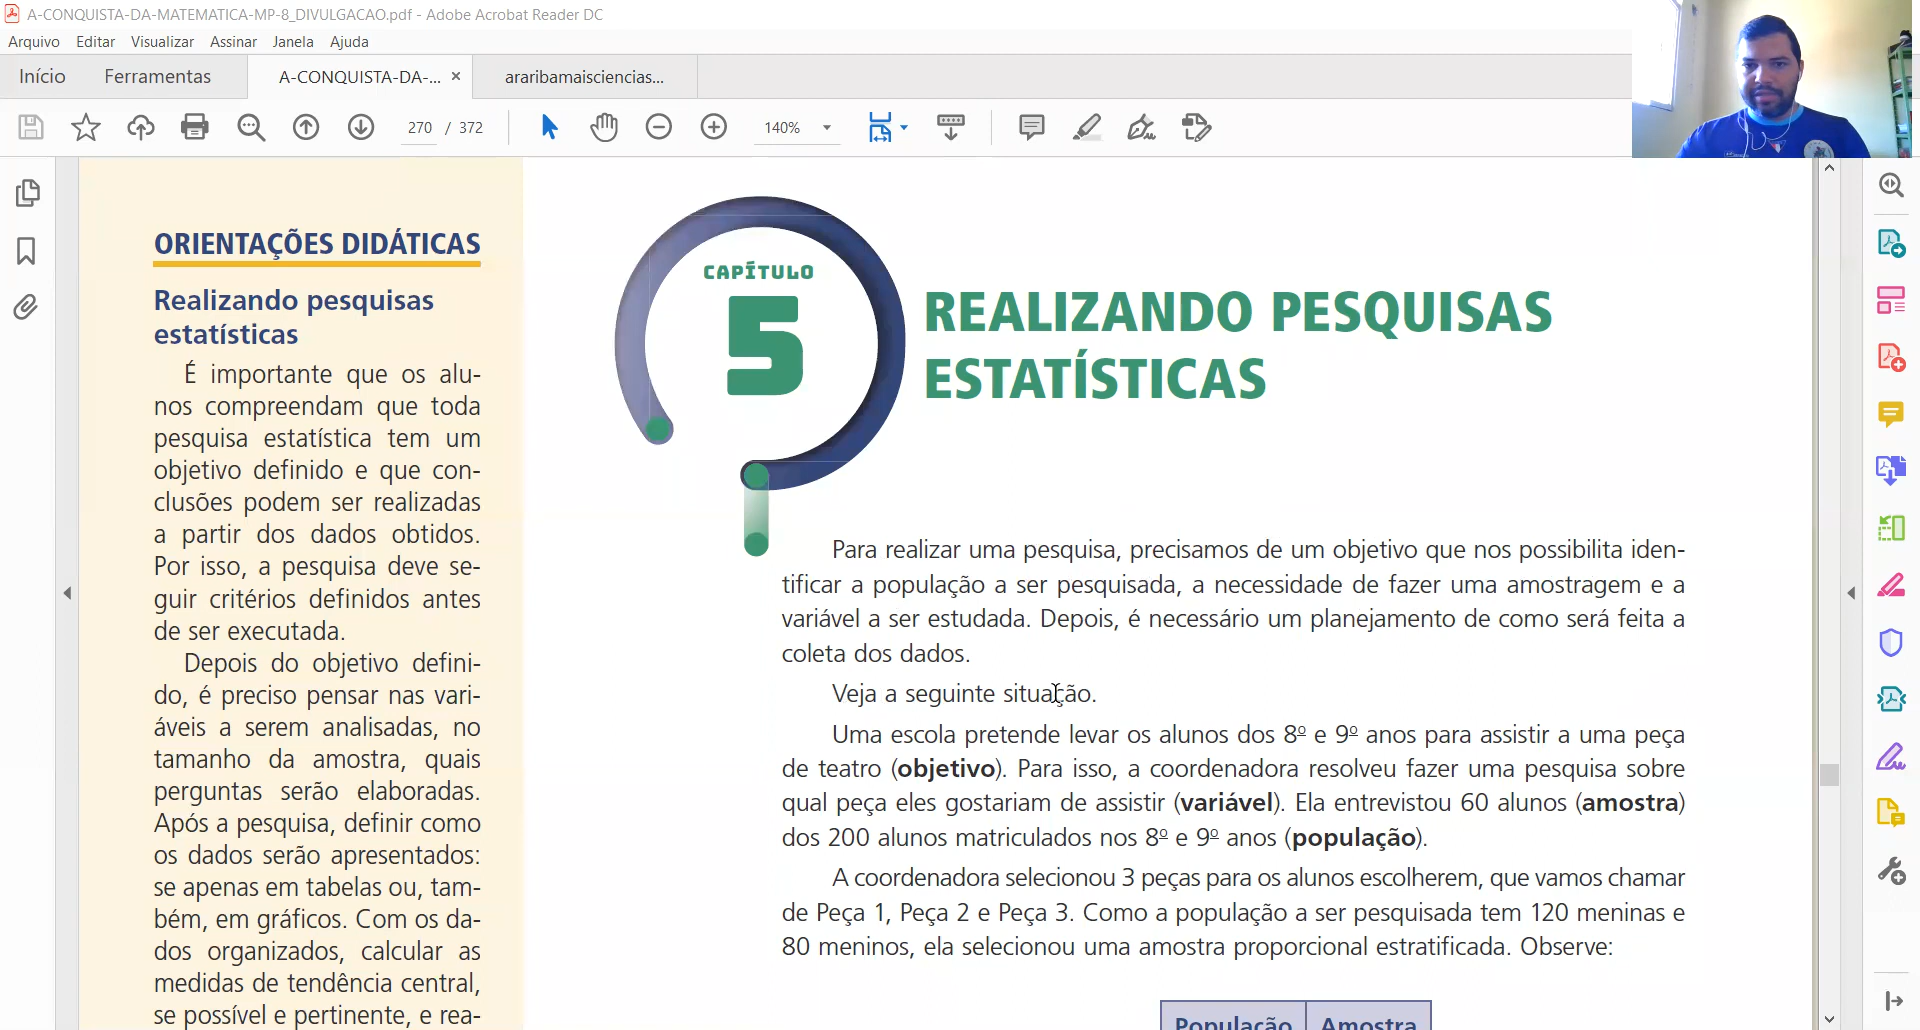 A-CONQUISTA-DA-MATEMATICA-MP-8_DIVULGACAO.pdf - Adobe Acrobat Reader DC
Arquivo Editar Visualizar Assinar Janela Ajuda
Início Ferramentas A-CONQUISTA-DA-... × araribamaisciencias...
270 / 372 140%
ORIENTAÇÕES DIDÁTICAS
Realizando pesquisas
estatísticas
É importante que os alu-
nos compreendam que toda
pesquisa estatística tem um
objetivo definido e que con-
clusões podem ser realizadas
a partir dos dados obtidos.
Por isso, a pesquisa deve se-
guir critérios definidos antes
de ser executada.
Depois do objetivo defini-
do, é preciso pensar nas vari-
áveis a serem analisadas, no
tamanho da amostra, quais
perguntas serão elaboradas.
Após a pesquisa, definir como
os dados serão apresentados:
se apenas em tabelas ou, tam-
bém, em gráficos. Com os da-
dos organizados, calcular as
medidas de tendência central,
se possível e pertinente, e rea-
CAPÍTULO
5
REALIZANDO PESQUISAS
ESTATÍSTICAS
Para realizar uma pesquisa, precisamos de um objetivo que nos possibilita iden-
tificar a população a ser pesquisada, a necessidade de fazer uma amostragem e a
variável a ser estudada. Depois, é necessário um planejamento de como será feita a
coleta dos dados.
Veja a seguinte situação.
Uma escola pretende levar os alunos dos 8º e 9º anos para assistir a uma peça
de teatro (objetivo). Para isso, a coordenadora resolveu fazer uma pesquisa sobre
qual peça eles gostariam de assistir (variável). Ela entrevistou 60 alunos (amostra)
dos 200 alunos matriculados nos 8º e 9º anos (população).
A coordenadora selecionou 3 peças para os alunos escolherem, que vamos chamar
de Peça 1, Peça 2 e Peça 3. Como a população a ser pesquisada tem 120 meninas e
80 meninos, ela selecionou uma amostra proporcional estratificada. Observe:
População Amostra